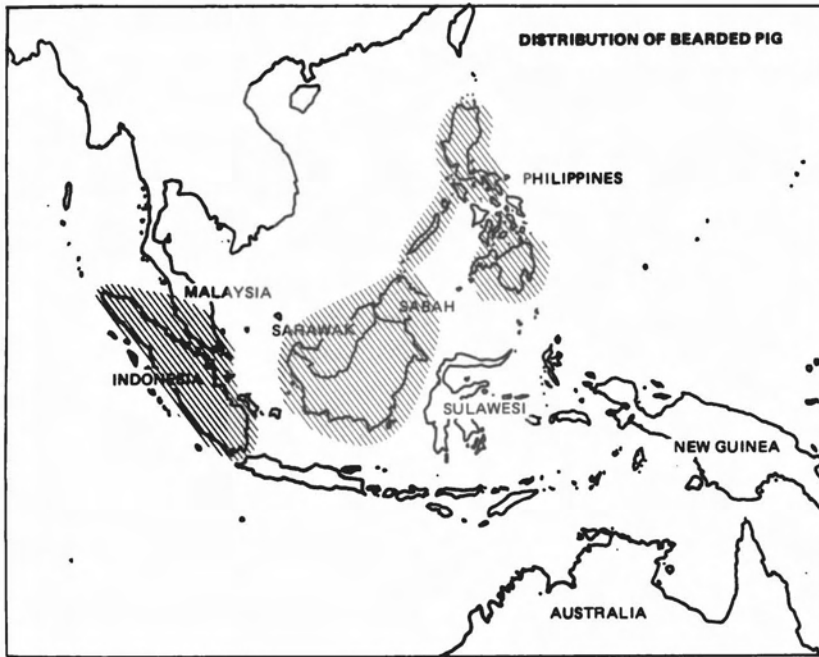 DISTRIBUTION OF BEARDED PIG
PHILIPPINES
MALAYSIA
SABAH
SARAWAK
INDONESIA
SULAWESI
NEW GUINEA
AUSTRALIA